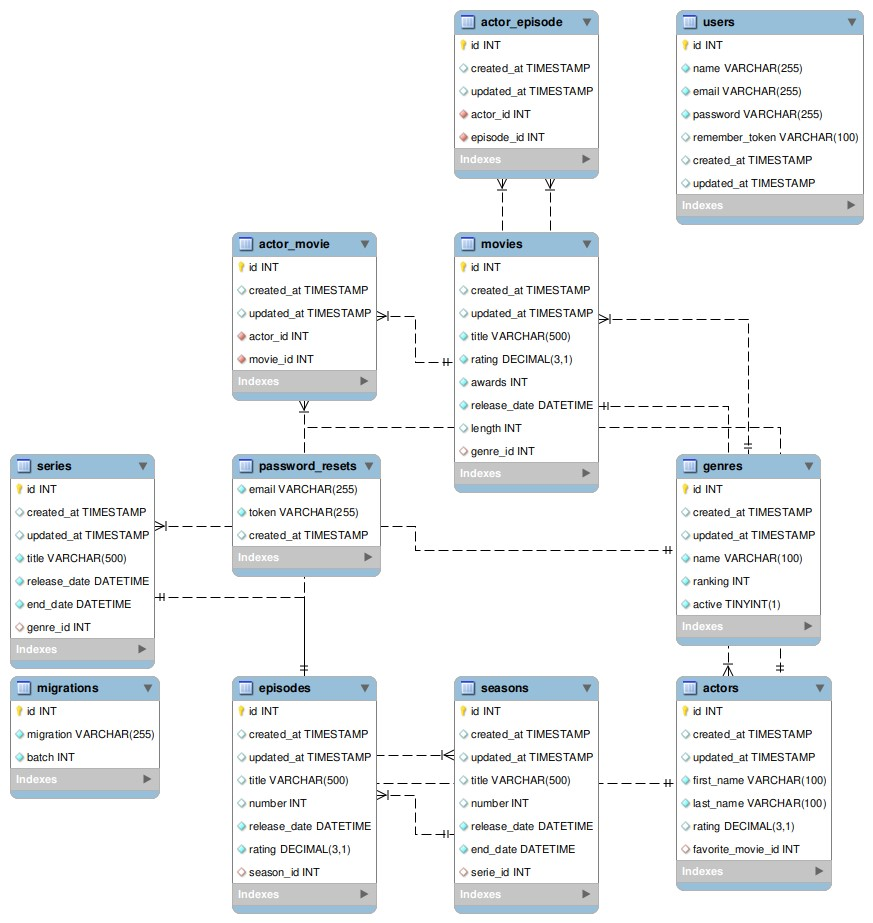 actor_episode
id INT
created_at TIMESTAMP
updated_at TIMESTAMP
actor_id INT
episode_id INT
Indexes
users
id INT
name VARCHAR(255)
email VARCHAR(255)
password VARCHAR(255)
remember_token VARCHAR(100)
created_at TIMESTAMP
updated_at TIMESTAMP
Indexes
actor_movie
id INT
created_at TIMESTAMP
updated_at TIMESTAMP
actor_id INT
movie_id INT
Indexes
movies
id INT
created_at TIMESTAMP
updated_at TIMESTAMP
title VARCHAR(500)
rating DECIMAL(3,1)
awards INT
release_date DATETIME
length INT
genre_id INT
Indexes
series
id INT
created_at TIMESTAMP
updated_at TIMESTAMP
title VARCHAR(500)
release_date DATETIME
end_date DATETIME
genre_id INT
Indexes
password_resets
email VARCHAR(255)
token VARCHAR(255)
created_at TIMESTAMP
Indexes
genres
id INT
created_at TIMESTAMP
updated_at TIMESTAMP
name VARCHAR(100)
ranking INT
active TINYINT(1)
Indexes
migrations
id INT
migration VARCHAR(255)
batch INT
Indexes
episodes
id INT
created_at TIMESTAMP
updated_at TIMESTAMP
title VARCHAR(500)
number INT
release_date DATETIME
rating DECIMAL(3,1)
season_id INT
Indexes
seasons
id INT
created_at TIMESTAMP
updated_at TIMESTAMP
title VARCHAR(500)
number INT
release_date DATETIME
end_date DATETIME
serie_id INT
Indexes
actors
id INT
created_at TIMESTAMP
updated_at TIMESTAMP
first_name VARCHAR(100)
last_name VARCHAR(100)
rating DECIMAL(3,1)
favorite_movie_id INT
Indexes